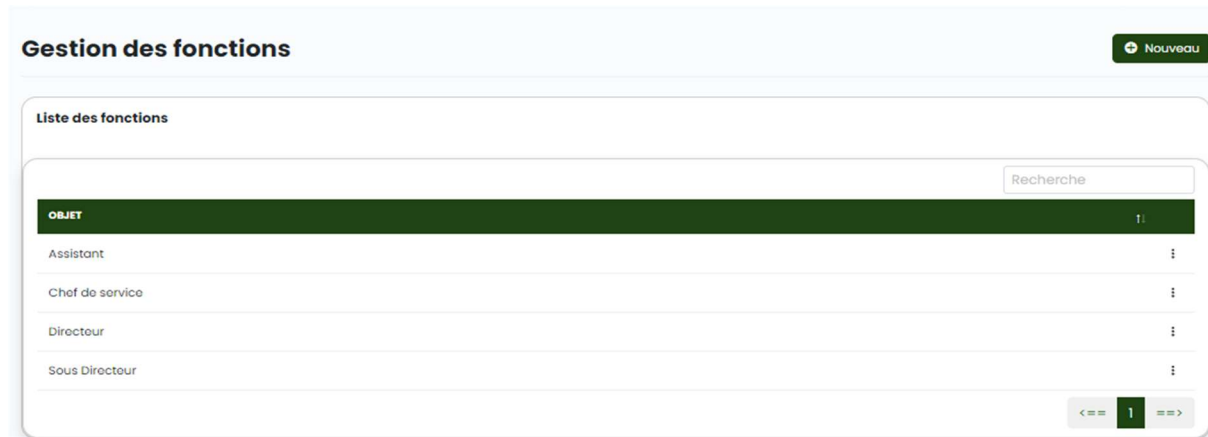 Gestion des fonctions
Nouveau
Liste des fonctions
Recherche
OBJET
Assistant
Chef de service
Directeur
Sous Directeur
<== 1 ==>